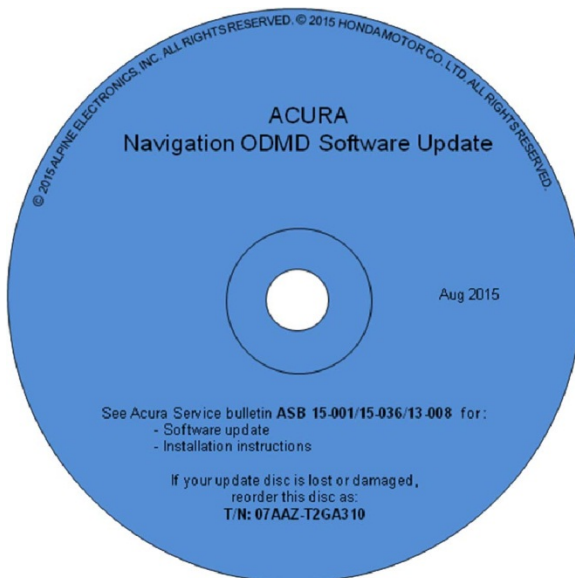 © 2015 ALPINE ELECTRONICS, INC. ALL RIGHTS RESERVED. © 2015 HONDA MOTOR CO., LTD. ALL RIGHTS RESERVED.
ACURA
Navigation ODMD Software Update
Aug 2015
See Acura Service bulletin ASB 15-001/15-036/13-008 for:
- Software update
- Installation instructions
If your update disc is lost or damaged,
reorder this disc as:
T/N: 07AAZ-T2GA310